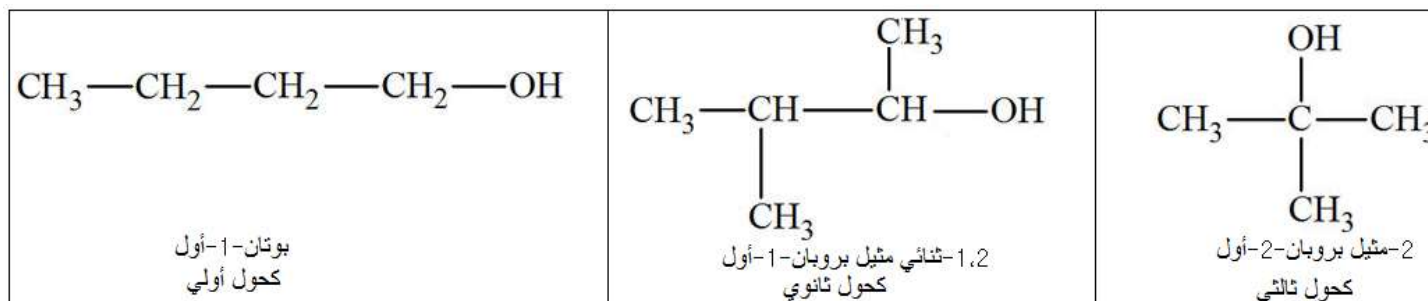 CH₃—CH₂—CH₂—CH₂—OH
بوتان-1-أول
كحول أولي
CH₃
CH₃—CH—CH—OH
CH₃
1،2-ثنائي مثيل بروبان-1-أول
كحول ثانوي
OH
CH₃—C—CH₃
CH₃
2-مثيل بروبان-2-أول
كحول ثالثي